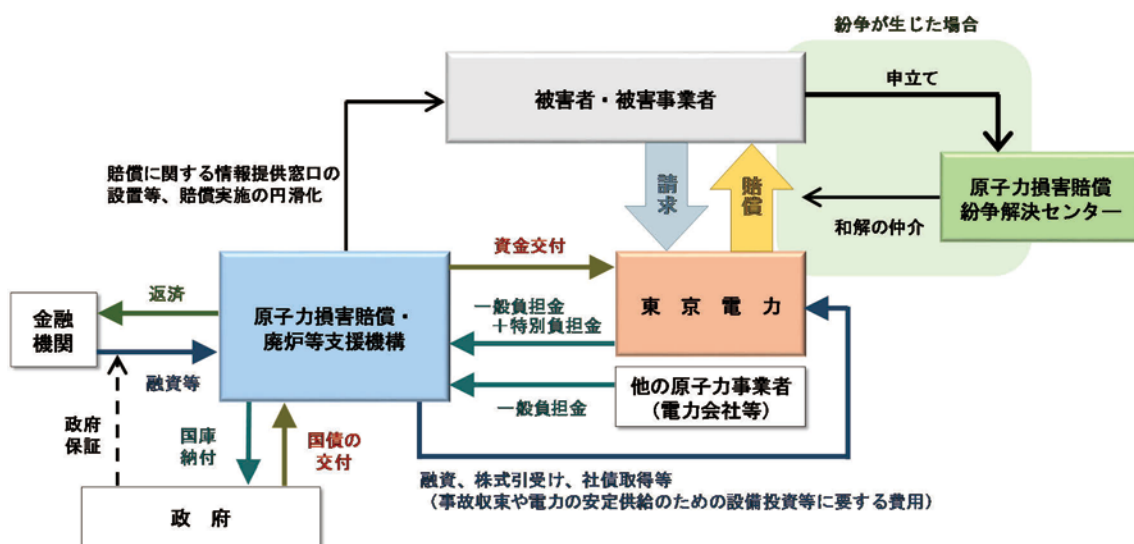 紛争が生じた場合
被害者・被害事業者
申立て
賠償に関する情報提供窓口の
設置等、賠償実施の円滑化
請求
賠償
原子力損害賠償
紛争解決センター
和解の仲介
資金交付
返済
金融
機関
原子力損害賠償・
廃炉等支援機構
一般負担金
＋特別負担金
東京電力
融資等
他の原子力事業者
（電力会社等）
一般負担金
政府
保証
国庫
納付
国債の
交付
融資、株式引受け、社債取得等
（事故収束や電力の安定供給のための設備投資等に要する費用）
政府